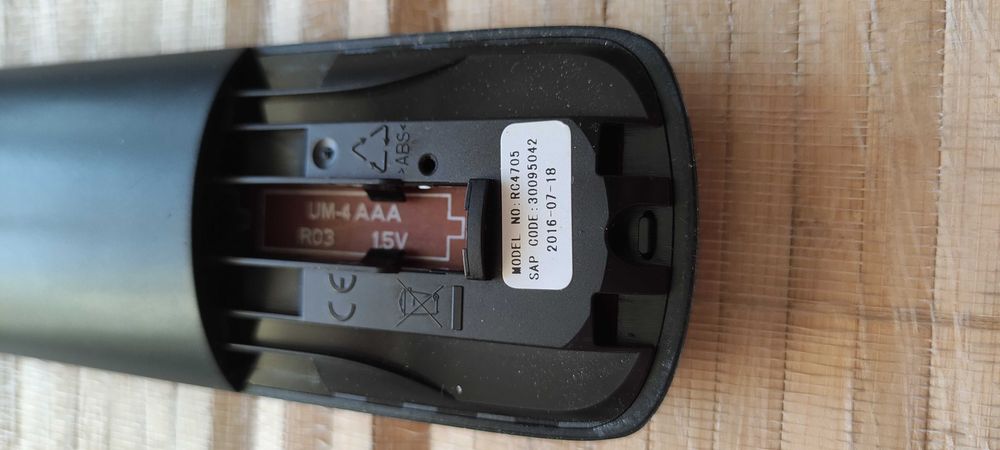 >ABS<
UM-4 AAA
R03 1.5V
CE
MODEL NO:RC4705
SAP CODE:30095042
2016-07-18